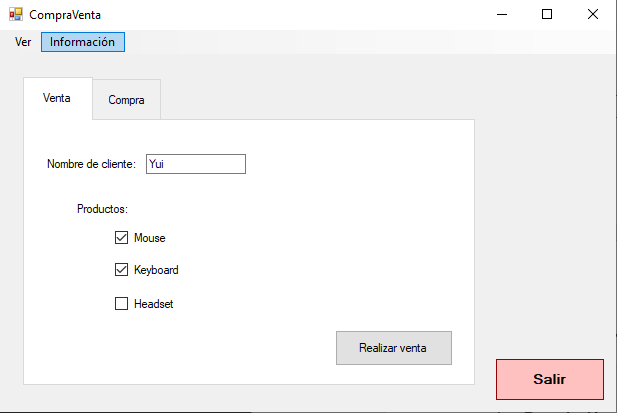 CompraVenta
Ver Información
Venta Compra
Nombre de cliente: Yui
Productos:
Mouse
Keyboard
Headset
Realizar venta
Salir